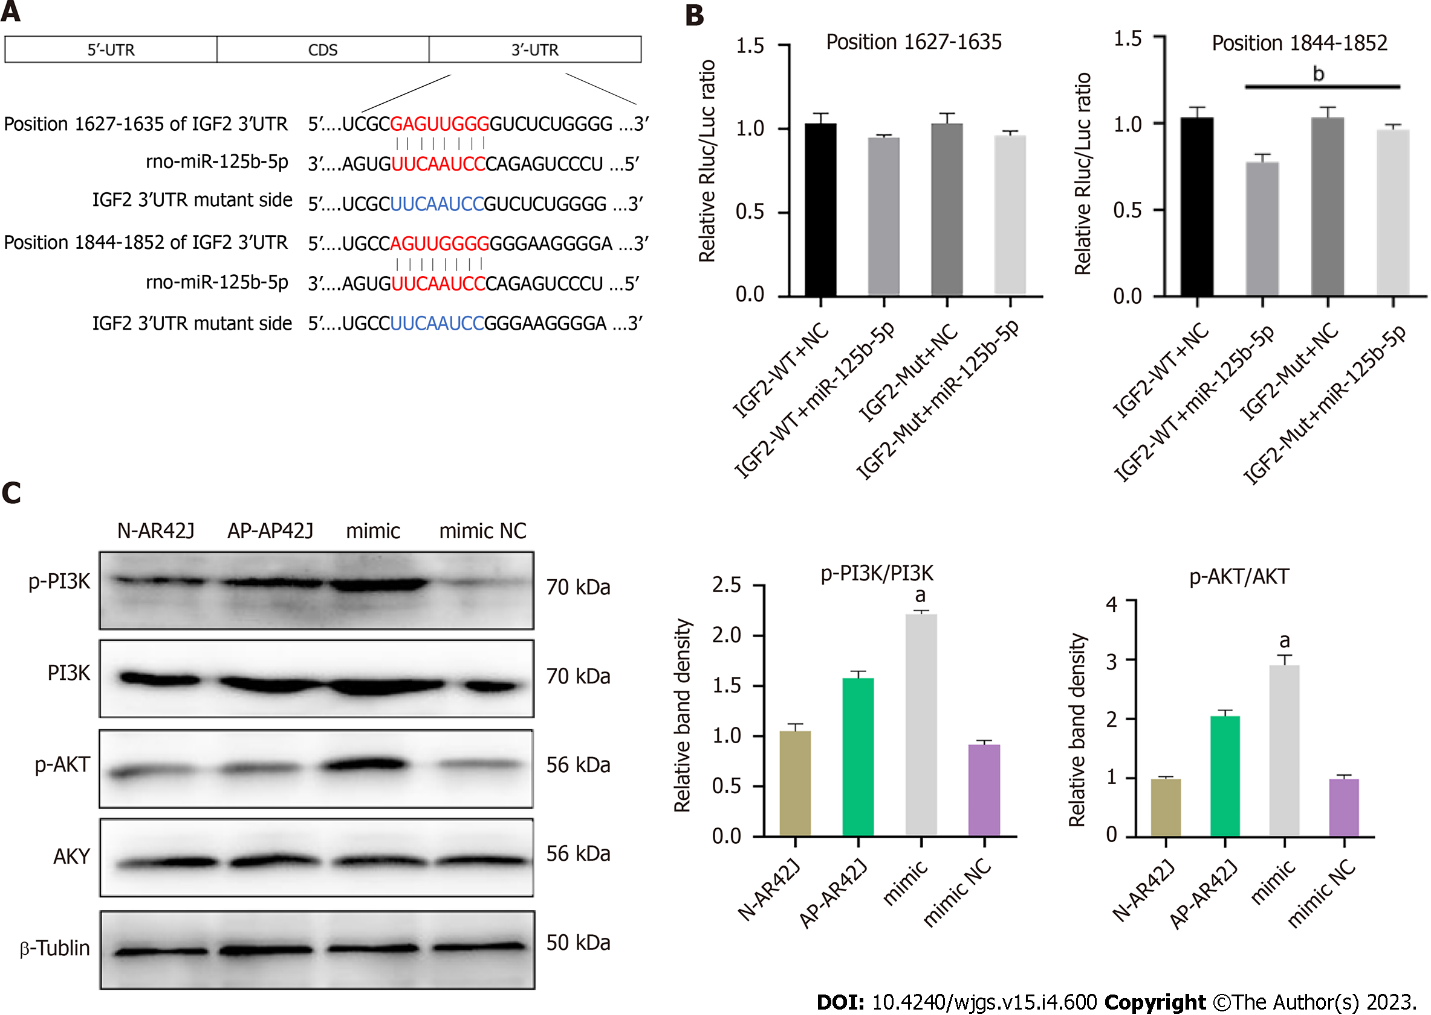 A
5′-UTR CDS 3′-UTR
Position 1627-1635 of IGF2 3′UTR 5′....UCGCGAGUUGGGGUCUCUGGGG ...3′
rno-miR-125b-5p 3′....AGUGUUCAAUCCCAGAGUCCCU ...5′
IGF2 3′UTR mutant side 5′....UCGCUUCAAUCCGUCUCUGGGG ...3′
Position 1844-1852 of IGF2 3′UTR 5′....UGCCAGUUGGGGGGGAAGGGGA ...3′
rno-miR-125b-5p 3′....AGUGUUCAAUCCCAGAGUCCCU ...5′
IGF2 3′UTR mutant side 5′....UGCCUUCAAUCCGGGAAGGGGA ...3′
B
Position 1627-1635
Relative Rluc/Luc ratio
1.5
1.0
0.5
0.0
IGF2-WT+NC
IGF2-WT+miR-125b-5p
IGF2-Mut+NC
IGF2-Mut+miR-125b-5p
Position 1844-1852
b
Relative Rluc/Luc ratio
1.5
1.0
0.5
0.0
IGF2-WT+NC
IGF2-WT+miR-125b-5p
IGF2-Mut+NC
IGF2-Mut+miR-125b-5p
C
N-AR42J AP-AP42J mimic mimic NC
p-PI3K 70 kDa
PI3K 70 kDa
p-AKT 56 kDa
AKY 56 kDa
β-Tublin 50 kDa
p-PI3K/PI3K
a
Relative band density
2.5
2.0
1.5
1.0
0.5
0.0
N-AR42J
AP-AR42J
mimic
mimic NC
p-AKT/AKT
a
Relative band density
4
3
2
1
0
N-AR42J
AP-AR42J
mimic
mimic NC
DOI: 10.4240/wjgs.v15.i4.600 Copyright ©The Author(s) 2023.